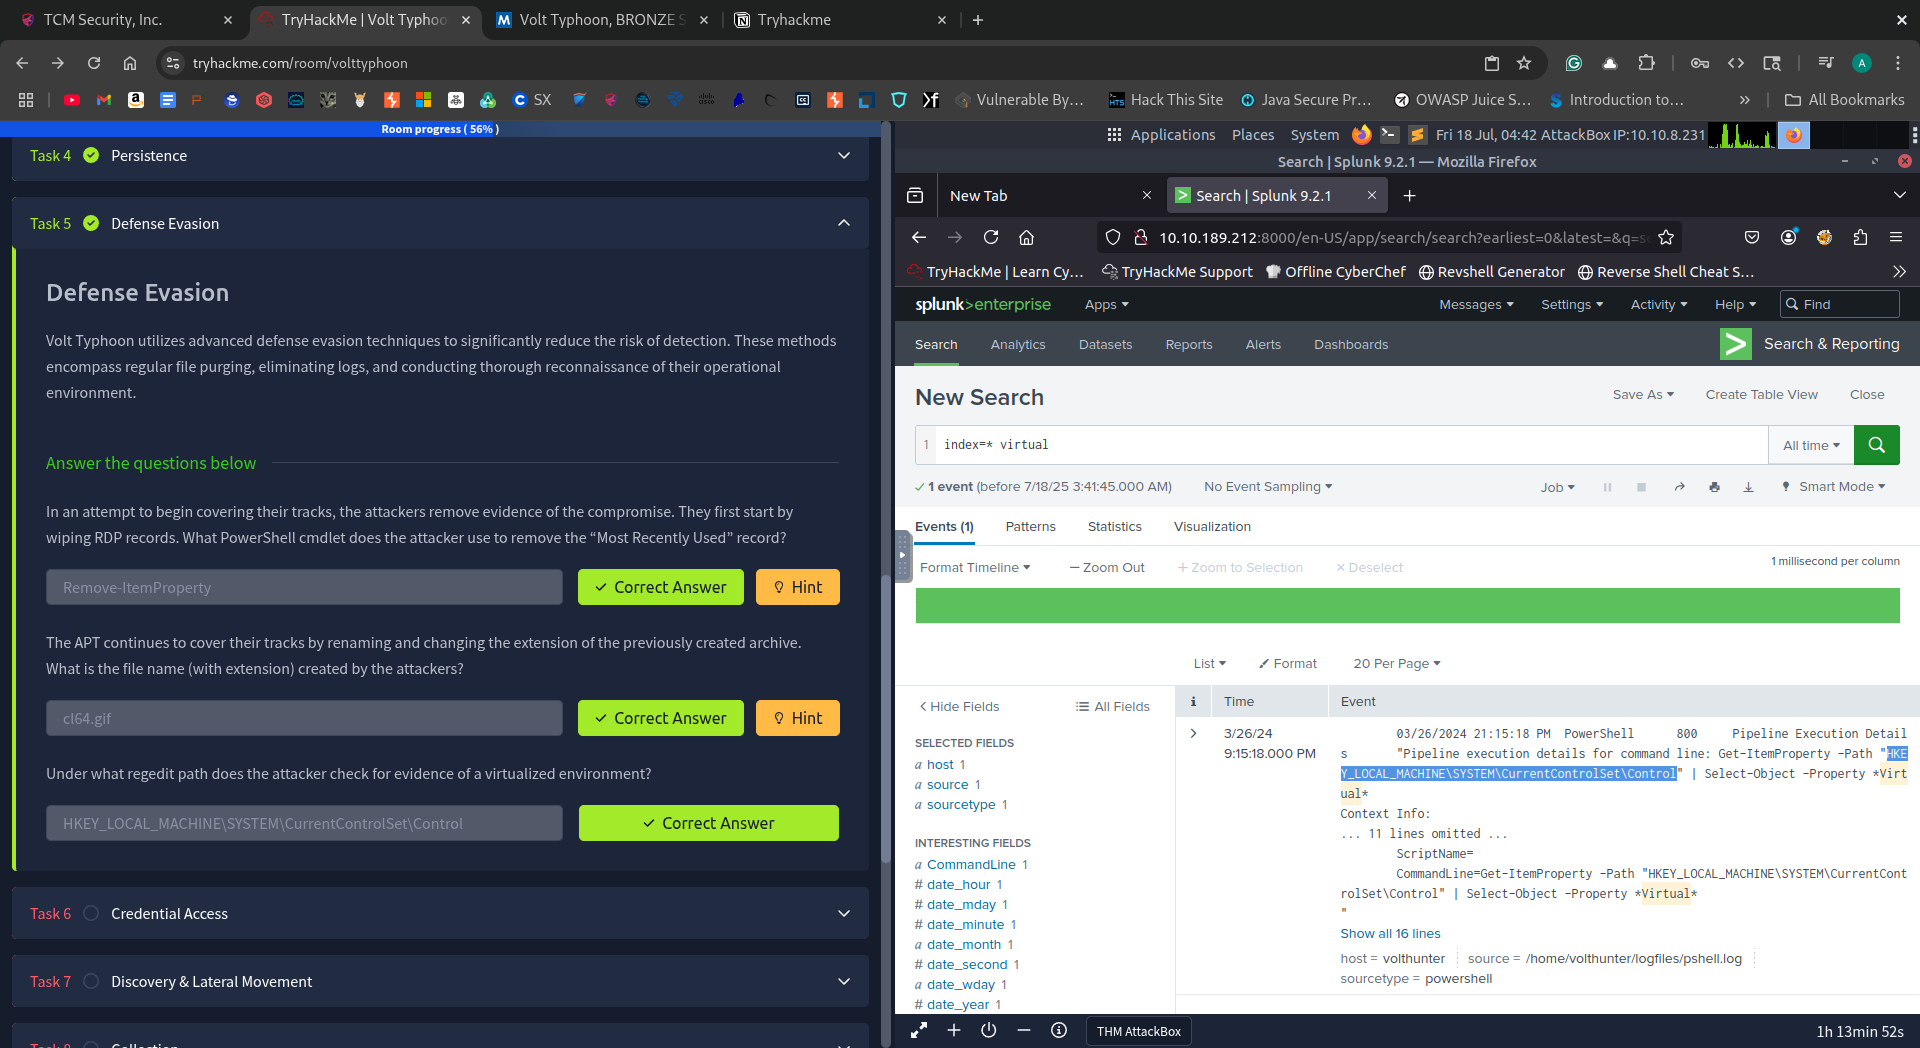 TCM Security, Inc.
TryHackMe | Volt Typhoo
Volt Typhoon, BRONZE S
Tryhackme
tryhackme.com/room/volttyphoon
A
SX
Vulnerable By...
Hack This Site
Java Secure Pr...
OWASP Juice S...
Introduction to...
All Bookmarks
Room progress ( 56% )
Task 4 Persistence
Task 5 Defense Evasion
Defense Evasion
Volt Typhoon utilizes advanced defense evasion techniques to significantly reduce the risk of detection. These methods
encompass regular file purging, eliminating logs, and conducting thorough reconnaissance of their operational
environment.
Answer the questions below
In an attempt to begin covering their tracks, the attackers remove evidence of the compromise. They first start by
wiping RDP records. What PowerShell cmdlet does the attacker use to remove the “Most Recently Used” record?
Remove-ItemProperty
Correct Answer
Hint
The APT continues to cover their tracks by renaming and changing the extension of the previously created archive.
What is the file name (with extension) created by the attackers?
cl64.gif
Correct Answer
Hint
Under what regedit path does the attacker check for evidence of a virtualized environment?
HKEY_LOCAL_MACHINE\SYSTEM\CurrentControlSet\Control
Correct Answer
Task 6 Credential Access
Task 7 Discovery & Lateral Movement
Applications Places System
Fri 18 Jul, 04:42 AttackBox IP:10.10.8.231
Search | Splunk 9.2.1 — Mozilla Firefox
New Tab
Search | Splunk 9.2.1
10.10.189.212:8000/en-US/app/search/search?earliest=0&latest=&q=s
TryHackMe | Learn Cy...
TryHackMe Support
Offline CyberChef
Revshell Generator
Reverse Shell Cheat S...
splunk>enterprise
Apps
Messages
Settings
Activity
Help
Find
Search
Analytics
Datasets
Reports
Alerts
Dashboards
Search & Reporting
New Search
Save As
Create Table View
Close
1 index=* virtual
All time
1 event (before 7/18/25 3:41:45.000 AM)
No Event Sampling
Job
Smart Mode
Events (1)
Patterns
Statistics
Visualization
Format Timeline
− Zoom Out
+ Zoom to Selection
× Deselect
1 millisecond per column
List
Format
20 Per Page
Hide Fields
All Fields
SELECTED FIELDS
a host 1
a source 1
a sourcetype 1
INTERESTING FIELDS
a CommandLine 1
# date_hour 1
# date_mday 1
# date_minute 1
a date_month 1
# date_second 1
a date_wday 1
# date_year 1
i
Time
Event
3/26/24
9:15:18.000 PM
03/26/2024 21:15:18 PM PowerShell 800 Pipeline Execution Detail
s "Pipeline execution details for command line: Get-ItemProperty -Path "HKE
Y_LOCAL_MACHINE\SYSTEM\CurrentControlSet\Control" | Select-Object -Property *Virt
ual*
Context Info:
... 11 lines omitted ...
ScriptName=
CommandLine=Get-ItemProperty -Path "HKEY_LOCAL_MACHINE\SYSTEM\CurrentCont
rolSet\Control" | Select-Object -Property *Virtual*
"
Show all 16 lines
host = volthunter
source = /home/volthunter/logfiles/pshell.log
sourcetype = powershell
THM AttackBox
1h 13min 52s